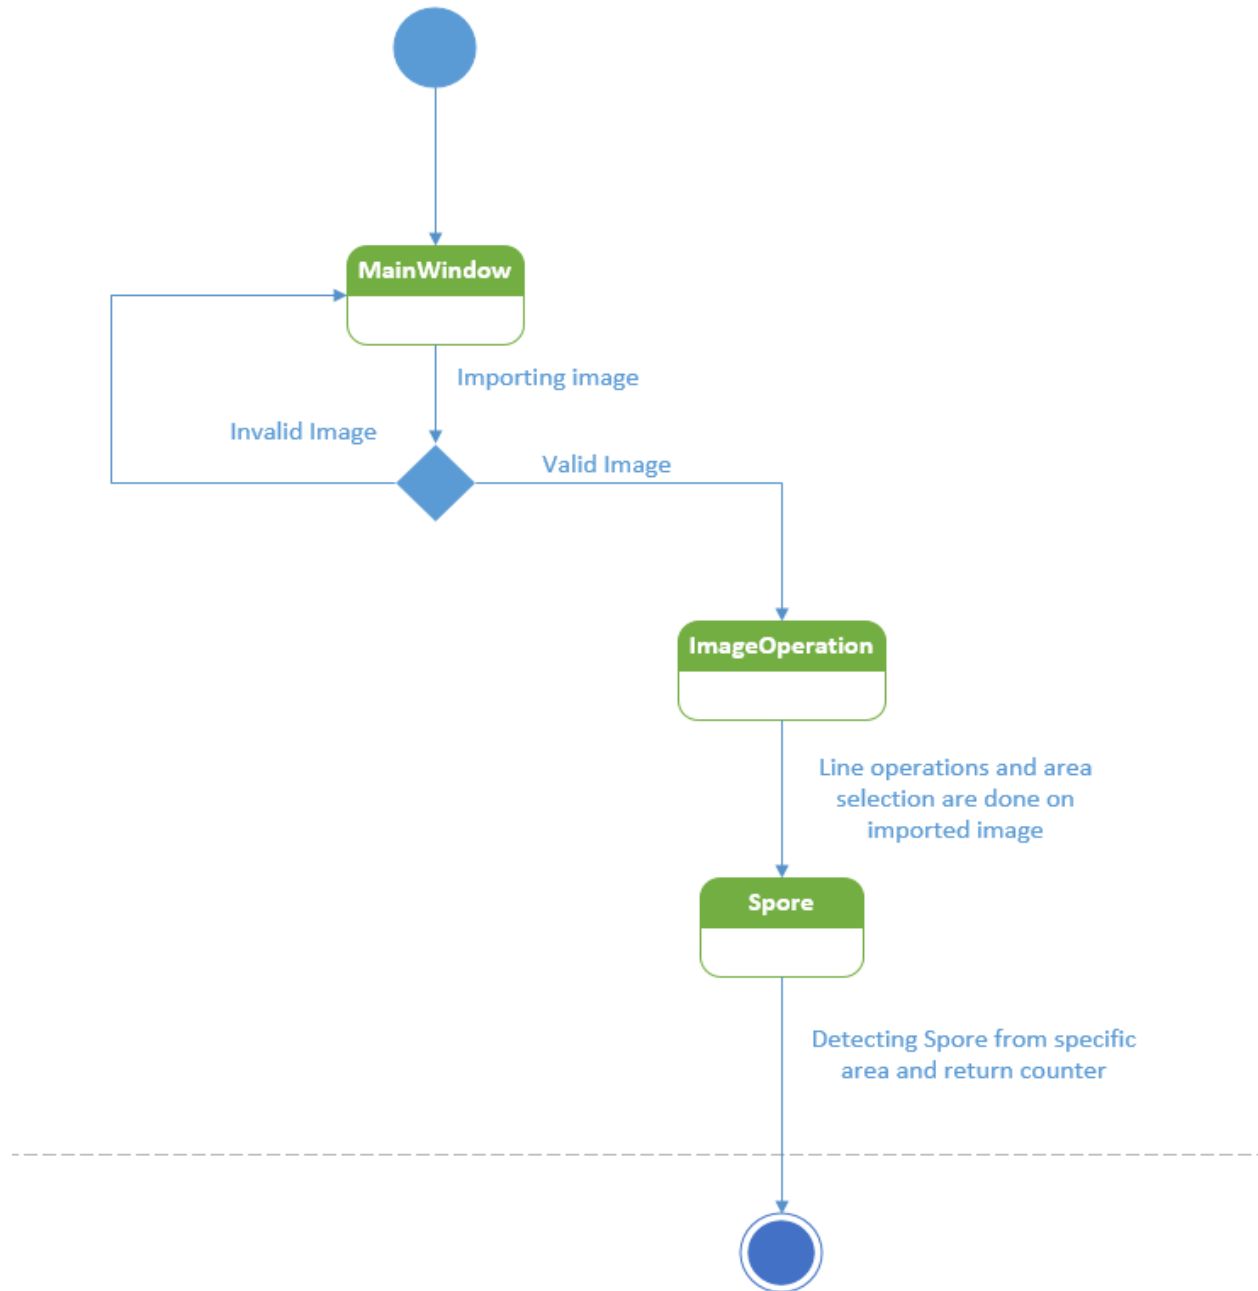 MainWindow
Importing image
Invalid Image
Valid Image
ImageOperation
Line operations and area
selection are done on
imported image
Spore
Detecting Spore from specific
area and return counter